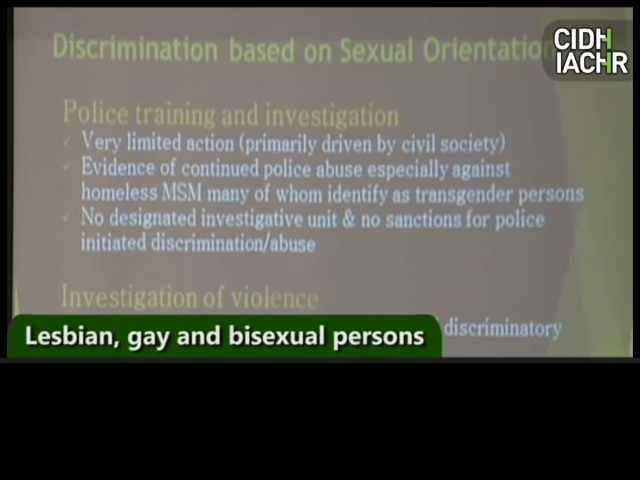 Discrimination based on Sexual Orientatio
CIDH
IACHR
Police training and investigation
✓ Very limited action (primarily driven by civil society)
✓ Evidence of continued police abuse especially against
homeless MSM many of whom identify as transgender persons
✓ No designated investigative unit & no sanctions for police
initiated discrimination/abuse
Investigation of violence
discriminatory
Lesbian, gay and bisexual persons